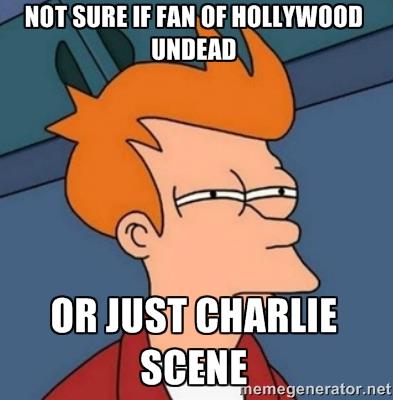 NOT SURE IF FAN OF HOLLYWOOD
UNDEAD
OR JUST CHARLIE
SCENE
memegenerator.net